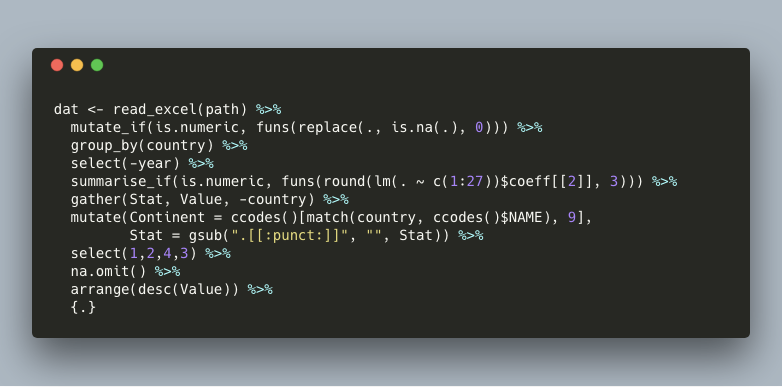 dat <- read_excel(path) %>%
  mutate_if(is.numeric, funs(replace(., is.na(.), 0))) %>%
  group_by(country) %>%
  select(-year) %>%
  summarise_if(is.numeric, funs(round(lm(. ~ c(1:27))$coeff[[2]], 3))) %>%
  gather(Stat, Value, -country) %>%
  mutate(Continent = ccodes()[match(country, ccodes()$NAME), 9],
         Stat = gsub(".[[:punct:]]", "", Stat)) %>%
  select(1,2,4,3) %>%
  na.omit() %>%
  arrange(desc(Value)) %>%
  {.}